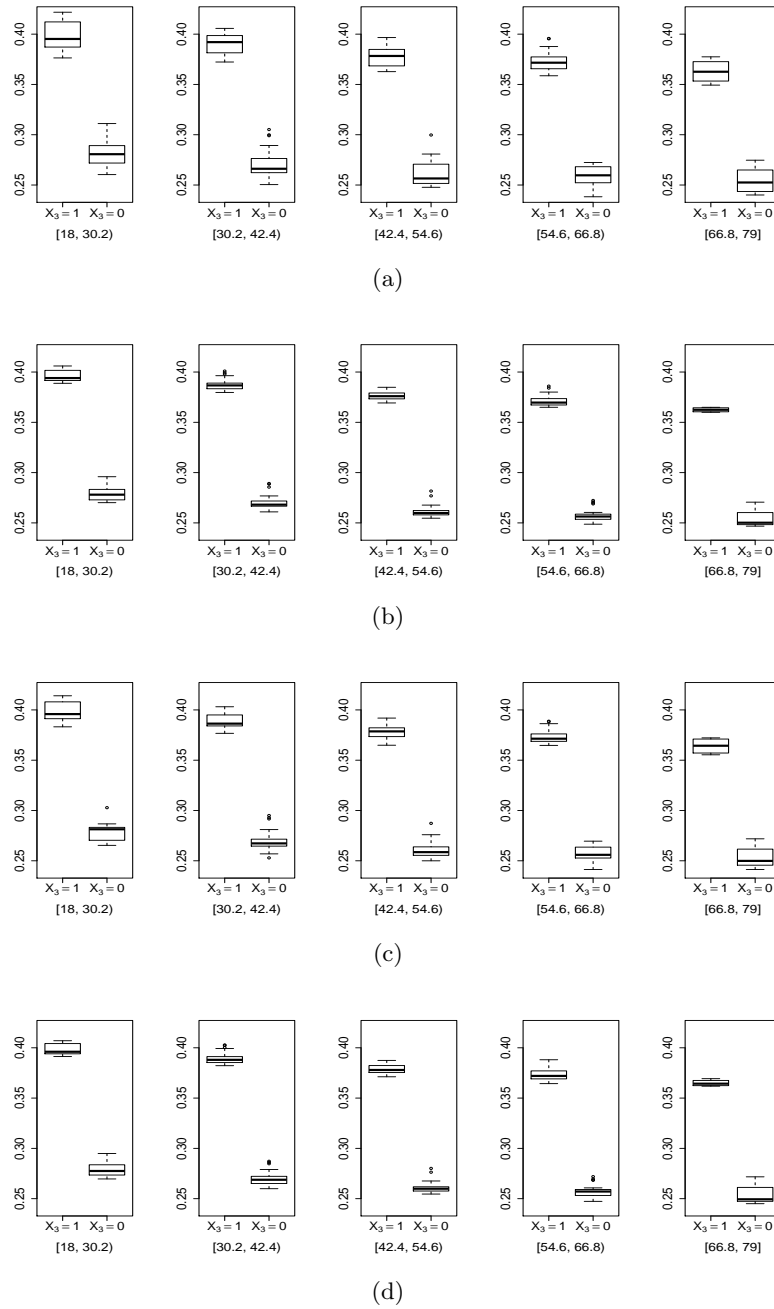 0.25 0.30 0.35 0.40 0.25 0.30 0.35 0.40 0.25 0.30 0.35 0.40 0.25 0.30 0.35 0.40 0.25 0.30 0.35 0.40
X₃ = 1 X₃ = 0 X₃ = 1 X₃ = 0 X₃ = 1 X₃ = 0 X₃ = 1 X₃ = 0 X₃ = 1 X₃ = 0
[18, 30.2) [30.2, 42.4) [42.4, 54.6) [54.6, 66.8) [66.8, 79]
(a)
0.25 0.30 0.35 0.40 0.25 0.30 0.35 0.40 0.25 0.30 0.35 0.40 0.25 0.30 0.35 0.40 0.25 0.30 0.35 0.40
X₃ = 1 X₃ = 0 X₃ = 1 X₃ = 0 X₃ = 1 X₃ = 0 X₃ = 1 X₃ = 0 X₃ = 1 X₃ = 0
[18, 30.2) [30.2, 42.4) [42.4, 54.6) [54.6, 66.8) [66.8, 79]
(b)
0.25 0.30 0.35 0.40 0.25 0.30 0.35 0.40 0.25 0.30 0.35 0.40 0.25 0.30 0.35 0.40 0.25 0.30 0.35 0.40
X₃ = 1 X₃ = 0 X₃ = 1 X₃ = 0 X₃ = 1 X₃ = 0 X₃ = 1 X₃ = 0 X₃ = 1 X₃ = 0
[18, 30.2) [30.2, 42.4) [42.4, 54.6) [54.6, 66.8) [66.8, 79]
(c)
0.25 0.30 0.35 0.40 0.25 0.30 0.35 0.40 0.25 0.30 0.35 0.40 0.25 0.30 0.35 0.40 0.25 0.30 0.35 0.40
X₃ = 1 X₃ = 0 X₃ = 1 X₃ = 0 X₃ = 1 X₃ = 0 X₃ = 1 X₃ = 0 X₃ = 1 X₃ = 0
[18, 30.2) [30.2, 42.4) [42.4, 54.6) [54.6, 66.8) [66.8, 79]
(d)